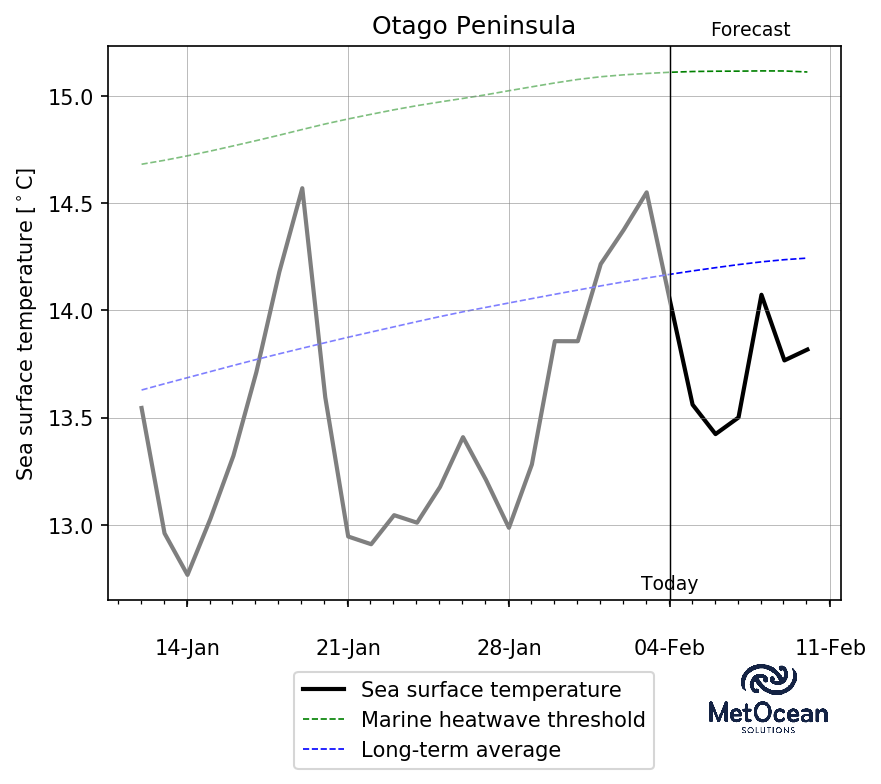 Otago Peninsula
Forecast
Sea surface temperature [°C]
15.0
14.5
14.0
13.5
13.0
Today
14-Jan 21-Jan 28-Jan 04-Feb 11-Feb
Sea surface temperature
Marine heatwave threshold
Long-term average
MetOcean
SOLUTIONS